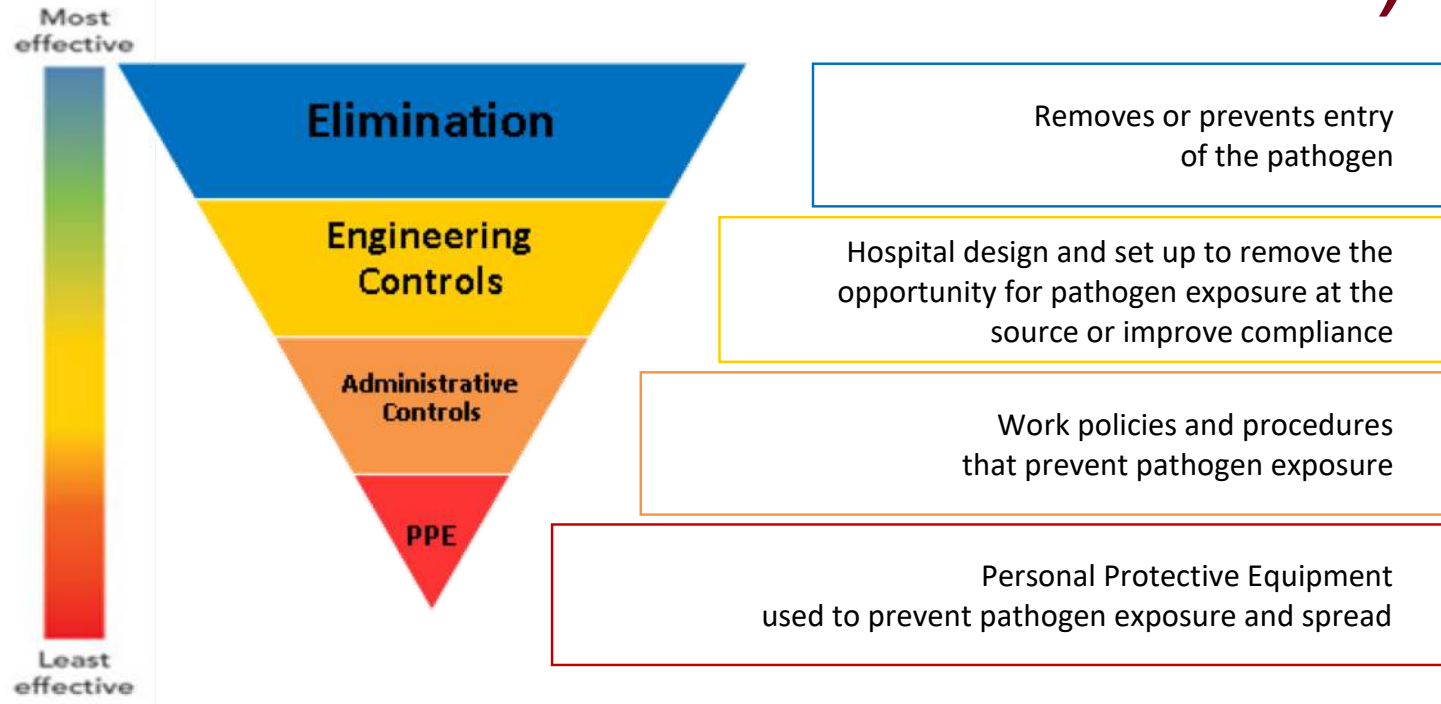 Most
effective
Elimination
Removes or prevents entry
of the pathogen
Engineering
Controls
Hospital design and set up to remove the
opportunity for pathogen exposure at the
source or improve compliance
Administrative
Controls
Work policies and procedures
that prevent pathogen exposure
PPE
Personal Protective Equipment
used to prevent pathogen exposure and spread
Least
effective